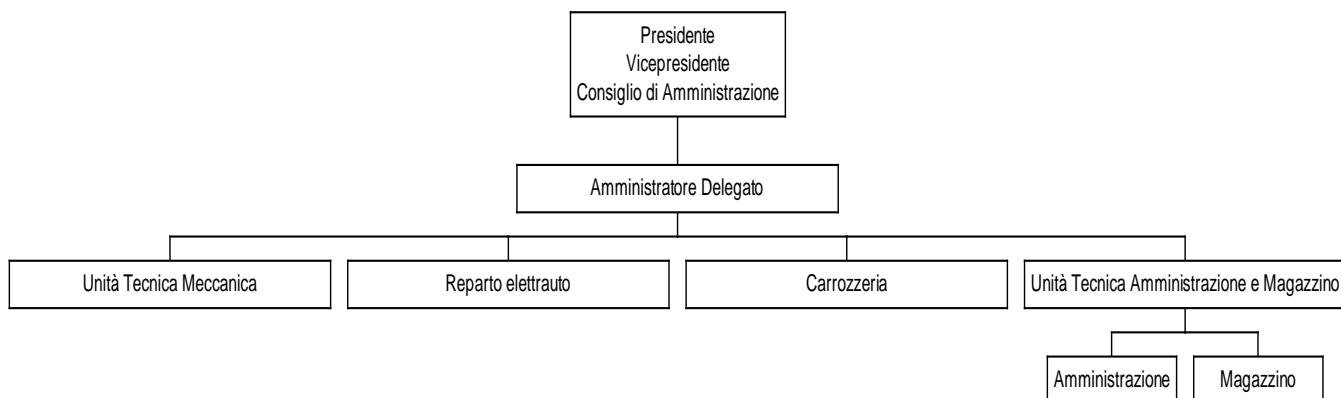 Presidente
Vicepresidente
Consiglio di Amministrazione
Amministratore Delegato
Unità Tecnica Meccanica
Reparto elettrauto
Carrozzeria
Unità Tecnica Amministrazione e Magazzino
Amministrazione
Magazzino